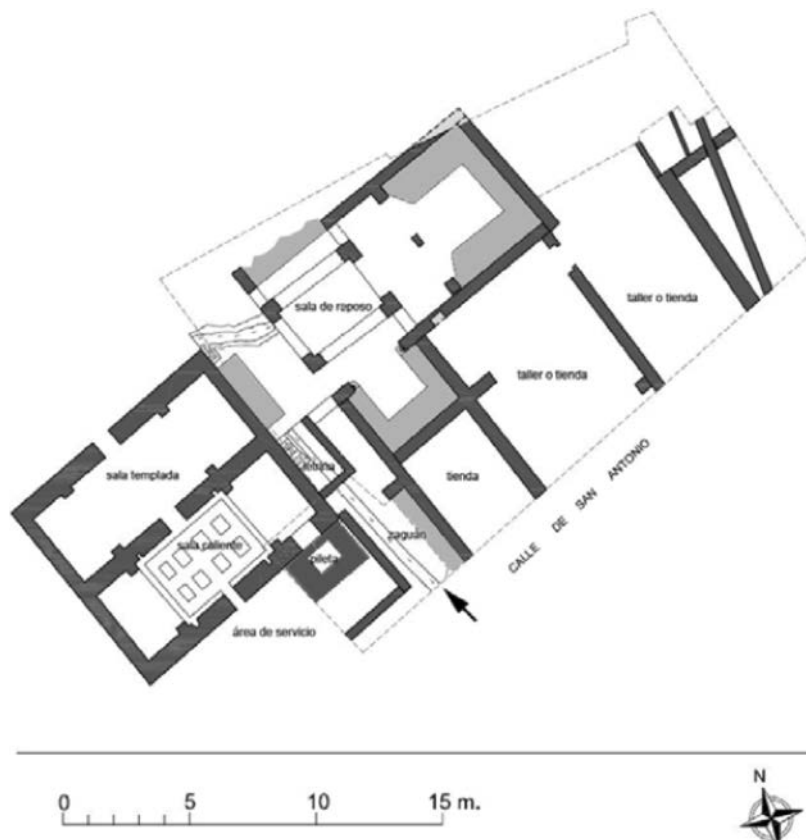 sala de reposo
taller o tienda
taller o tienda
sala templada
letrina
tienda
sala caliente
pileta
zaguán
área de servicio
CALLE DE SAN ANTONIO
N
0 5 10 15 m.